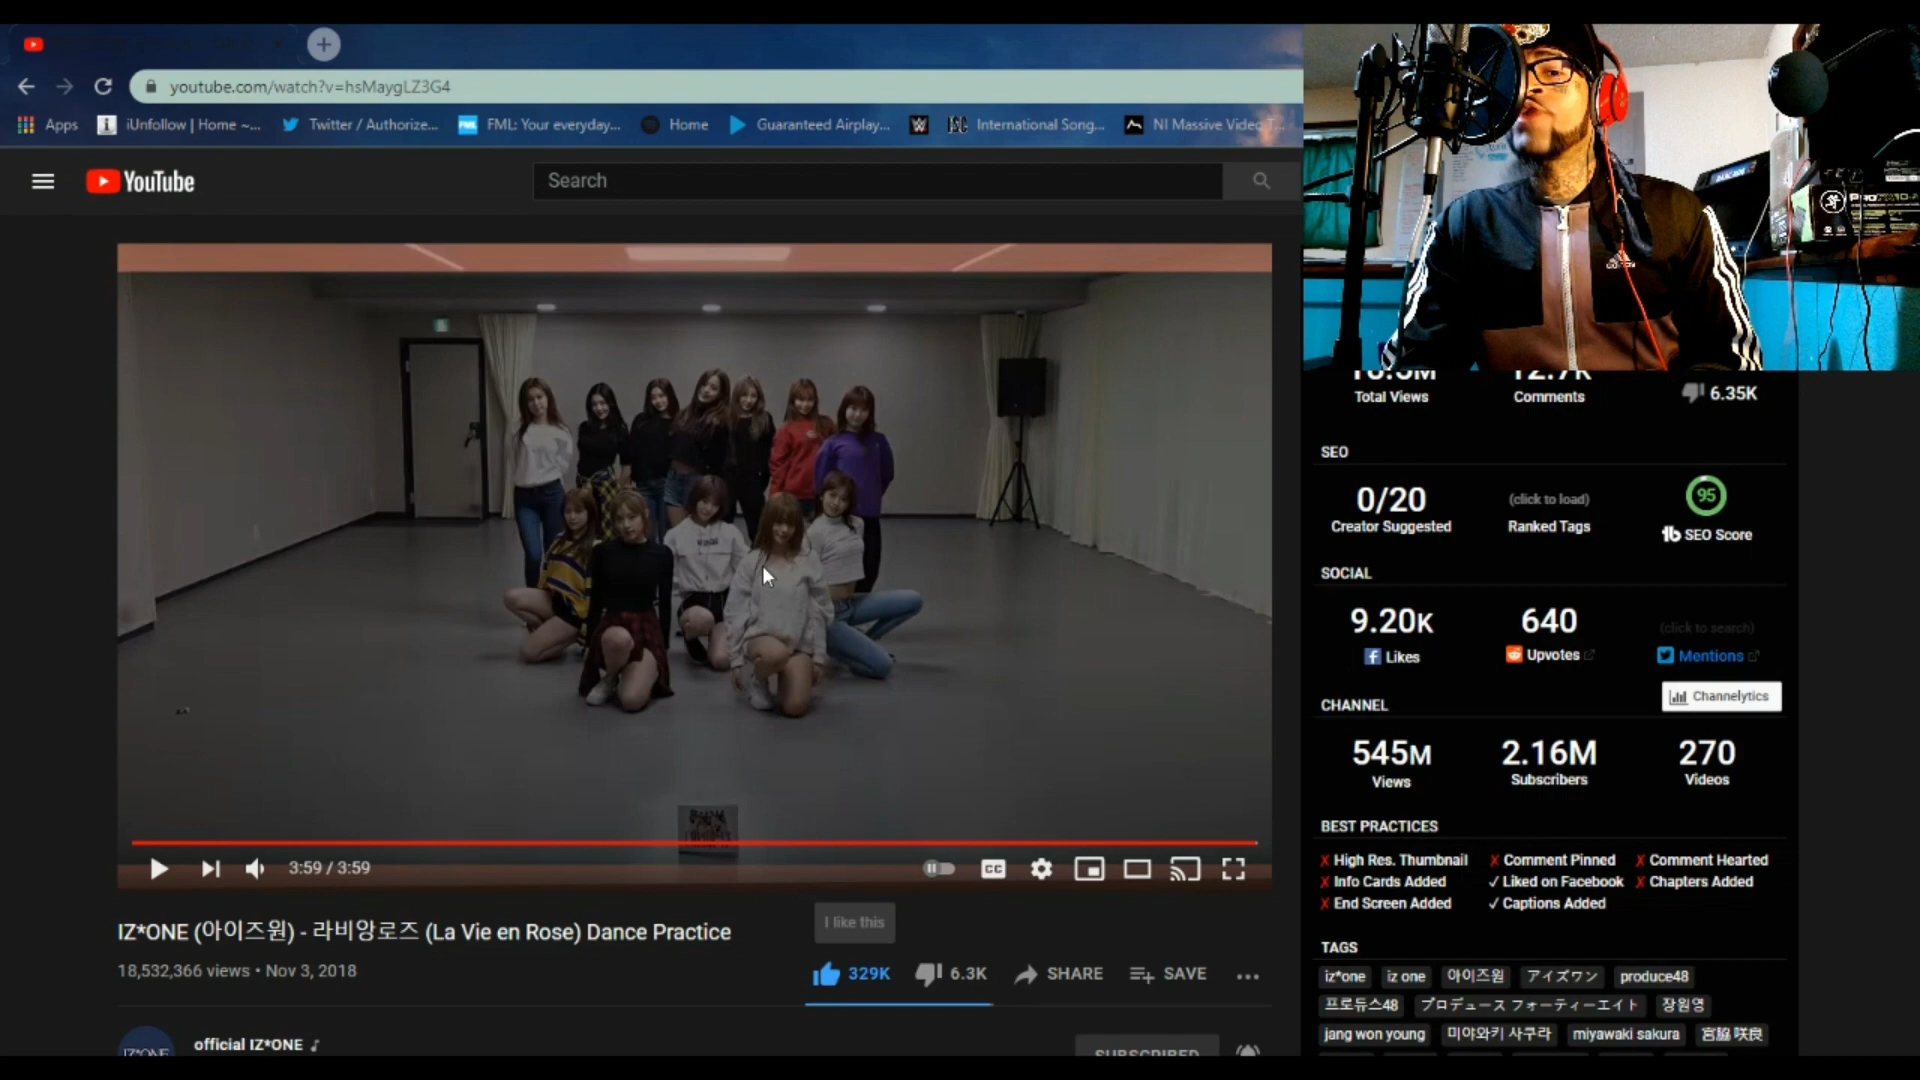 youtube.com/watch?v=hsMaygLZ3G4
Apps iUnfollow | Home ~... Twitter / Authorize... FML: Your everyday... Home Guaranteed Airplay... International Song... NI Massive Video T...
YouTube
Search
Total Views Comments 6.35K
SEO
0/20 (click to load) 95
Creator Suggested Ranked Tags SEO Score
SOCIAL
9.20K 640 (click to search)
Likes Upvotes Mentions
Channelytics
CHANNEL
545M 2.16M 270
Views Subscribers Videos
BEST PRACTICES
High Res. Thumbnail Comment Pinned Comment Hearted
Info Cards Added Liked on Facebook Chapters Added
End Screen Added Captions Added
TAGS
iz*one iz one 아이즈원 アイズワン produce48
프로듀스48 プロデュース フォーティーエイト 장원영
jang won young 미야와키 사쿠라 miyawaki sakura 宮脇 咲良
3:59 / 3:59
CC
I like this
IZ*ONE (아이즈원) - 라비앙로즈 (La Vie en Rose) Dance Practice
18,532,366 views • Nov 3, 2018
329K 6.3K SHARE SAVE
official IZ*ONE
IZ*ONE
SUBSCRIBED
adidas